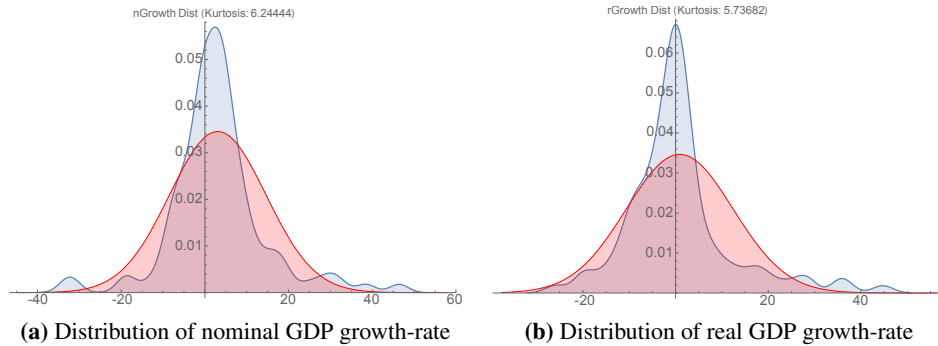 nGrowth Dist (Kurtosis: 6.24444)
0.05
0.04
0.03
0.02
0.01
-40 -20 0 20 40 60
(a) Distribution of nominal GDP growth-rate
rGrowth Dist (Kurtosis: 5.73682)
0.06
0.05
0.04
0.03
0.02
0.01
-20 0 20 40
(b) Distribution of real GDP growth-rate